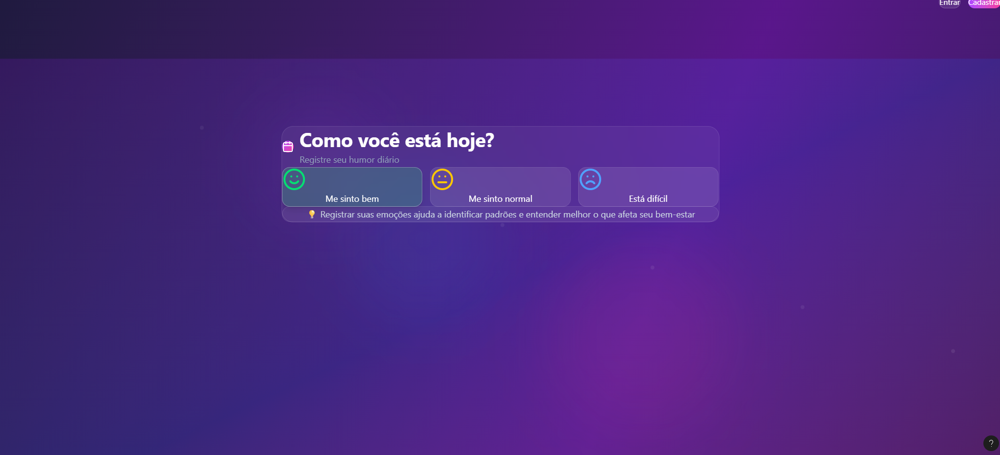 Entrar
Cadastrar
Como você está hoje?
Registre seu humor diário
Me sinto bem
Me sinto normal
Está difícil
💡 Registrar suas emoções ajuda a identificar padrões e entender melhor o que afeta seu bem-estar
?